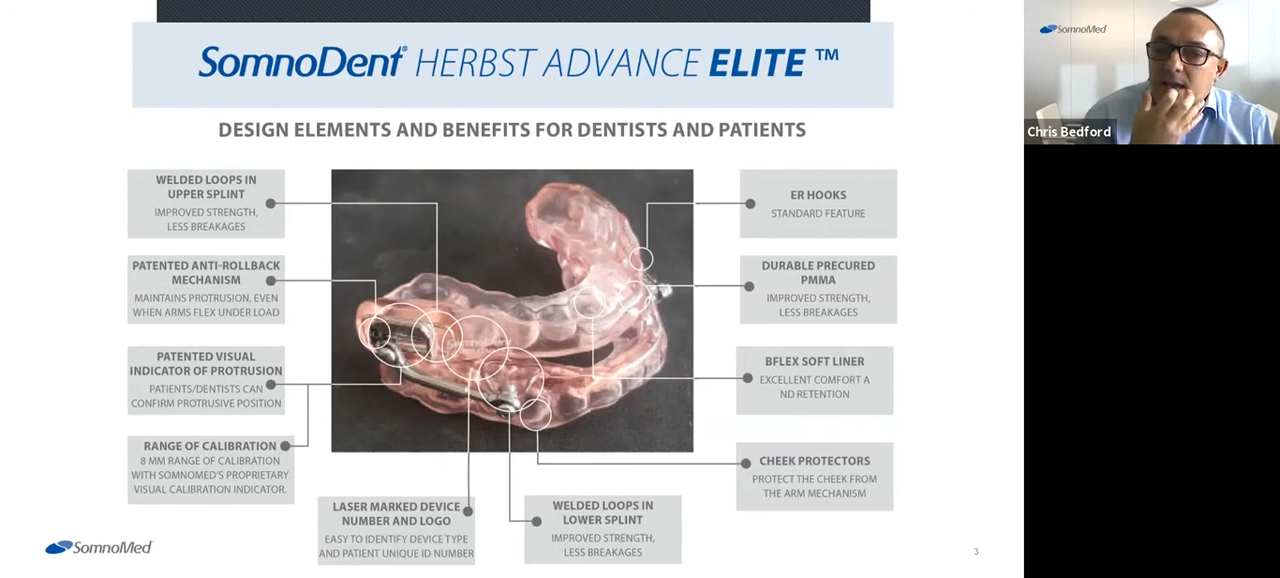 SomnoDent® HERBST ADVANCE ELITE ™
DESIGN ELEMENTS AND BENEFITS FOR DENTISTS AND PATIENTS
WELDED LOOPS IN
UPPER SPLINT
IMPROVED STRENGTH,
LESS BREAKAGES
PATENTED ANTI-ROLLBACK
MECHANISM
MAINTAINS PROTRUSION, EVEN
WHEN ARMS FLEX UNDER LOAD
PATENTED VISUAL
INDICATOR OF PROTRUSION
PATIENTS/DENTISTS CAN
CONFIRM PROTRUSIVE POSITION
RANGE OF CALIBRATION
8 MM RANGE OF CALIBRATION
WITH SOMNOMED'S PROPRIETARY
VISUAL CALIBRATION INDICATOR.
LASER MARKED DEVICE
NUMBER AND LOGO
EASY TO IDENTIFY DEVICE TYPE
AND PATIENT UNIQUE ID NUMBER
WELDED LOOPS IN
LOWER SPLINT
IMPROVED STRENGTH,
LESS BREAKAGES
ER HOOKS
STANDARD FEATURE
DURABLE PRECURED
PMMA
IMPROVED STRENGTH,
LESS BREAKAGES
BFLEX SOFT LINER
EXCELLENT COMFORT A
ND RETENTION
CHEEK PROTECTORS
PROTECT THE CHEEK FROM
THE ARM MECHANISM
SomnoMed®
3
SomnoMed
Chris Bedford